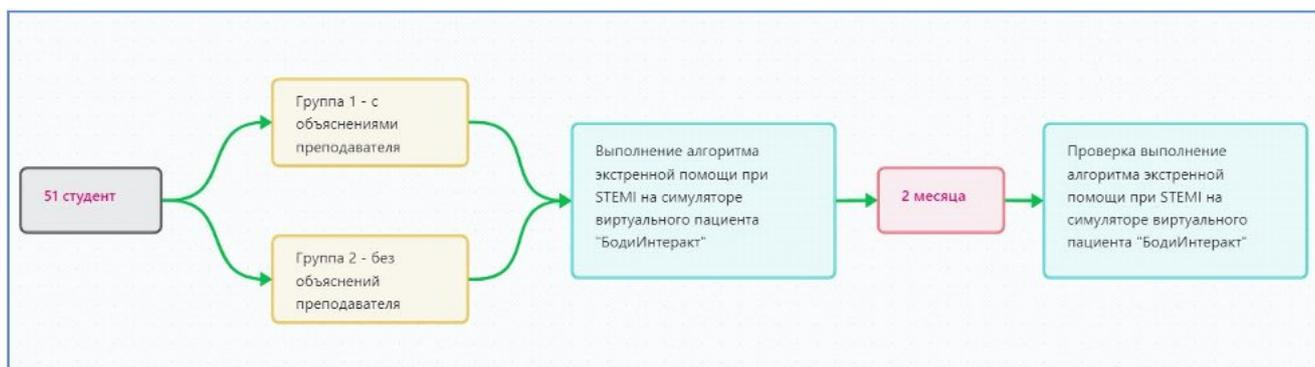 51 студент
Группа 1 - с
объяснениями
преподавателя
Группа 2 - без
объяснений
преподавателя
Выполнение алгоритма
экстренной помощи при
STEMI на симуляторе
виртуального пациента
"БодиИнтеракт"
2 месяца
Проверка выполнение
алгоритма экстренной
помощи при STEMI на
симуляторе виртуального
пациента "БодиИнтеракт"